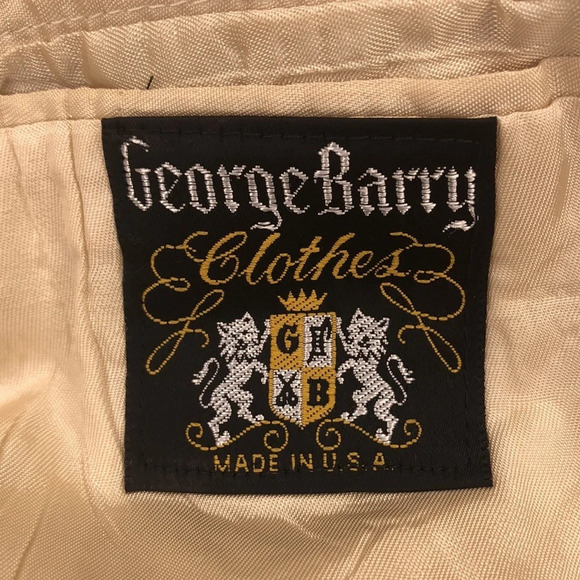 George Barry
Clothes
G
B
MADE IN U.S.A.